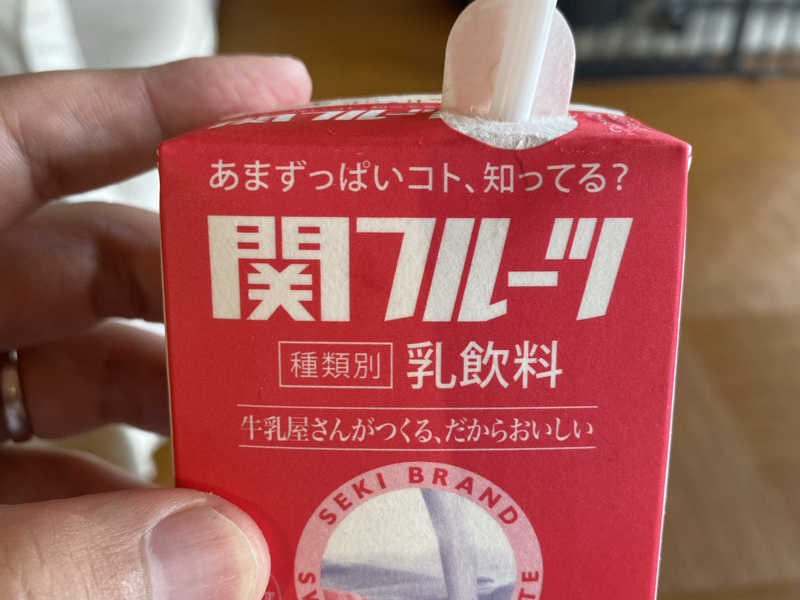 あまずっぱいコト、知ってる?
関フルーツ
種類別 乳飲料
牛乳屋さんがつくる、だからおいしい
SEKI BRAND